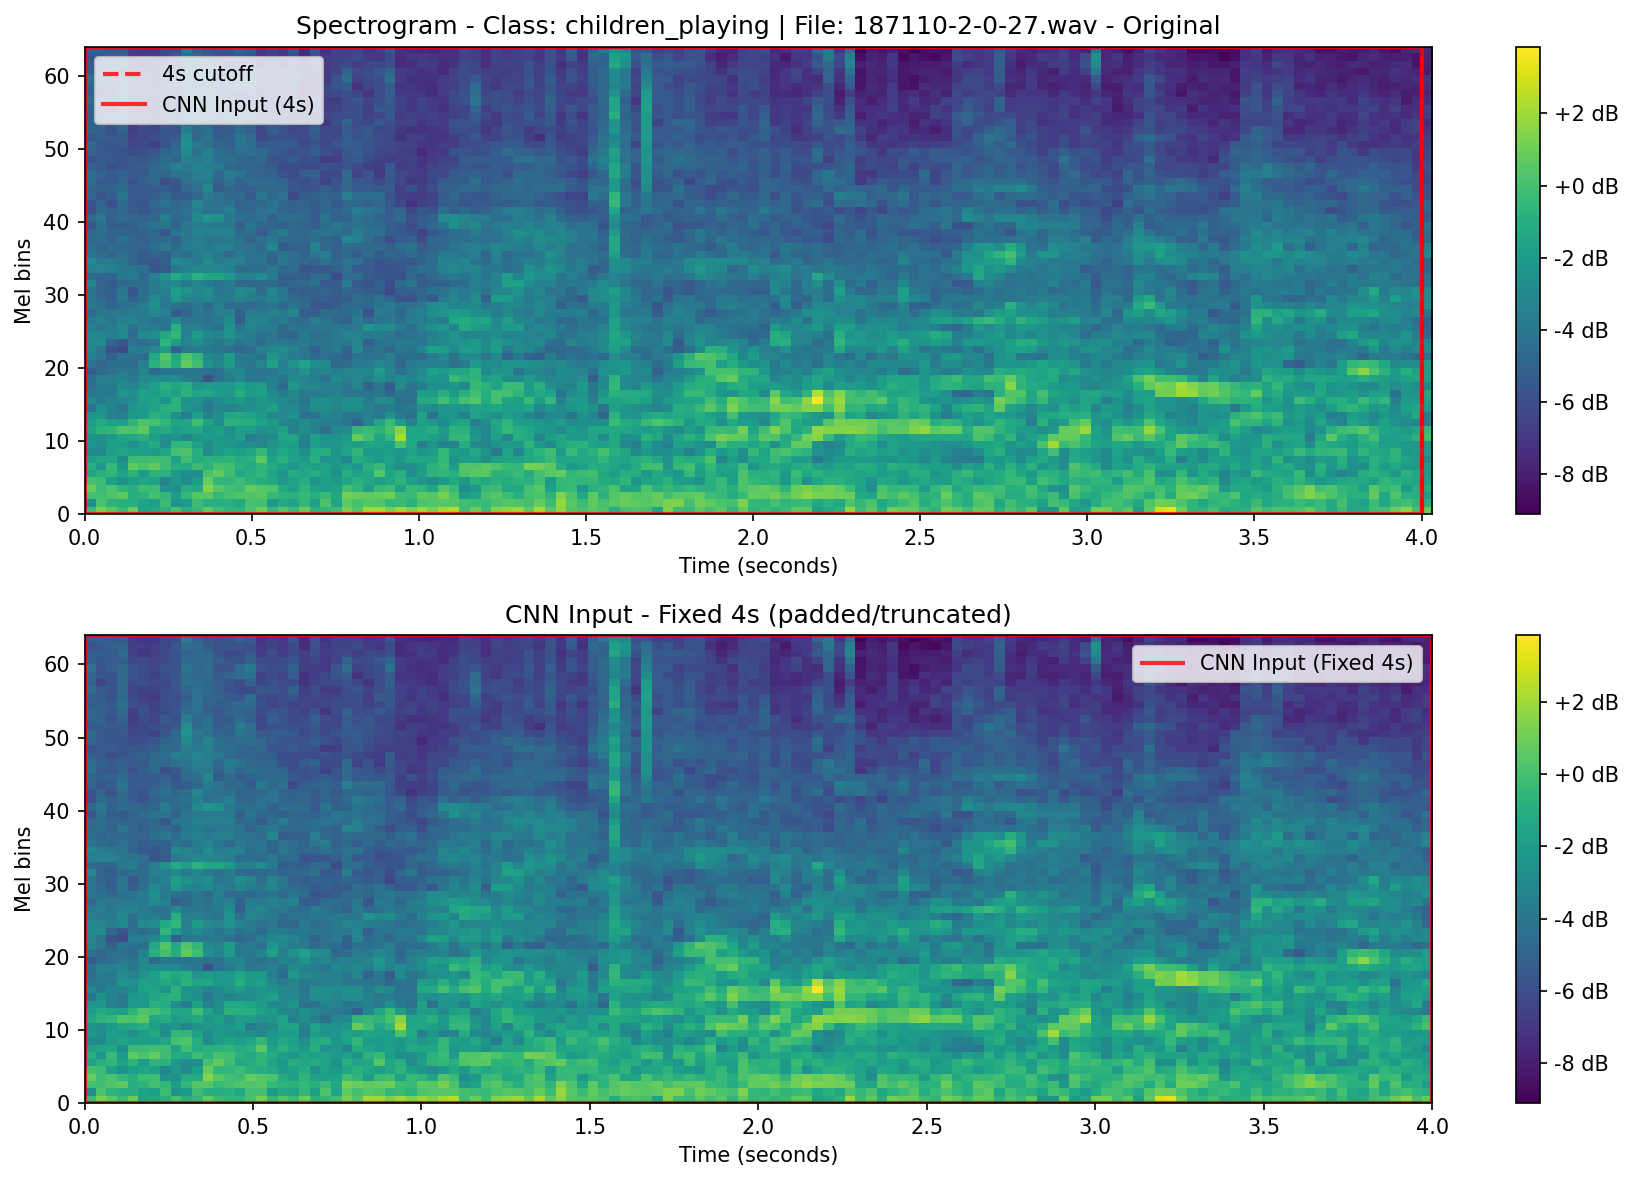 Spectrogram - Class: children_playing | File: 187110-2-0-27.wav - Original
4s cutoff
CNN Input (4s)
60
50
40
30
20
10
0
Mel bins
0.0 0.5 1.0 1.5 2.0 2.5 3.0 3.5 4.0
Time (seconds)
+2 dB
+0 dB
-2 dB
-4 dB
-6 dB
-8 dB
CNN Input - Fixed 4s (padded/truncated)
CNN Input (Fixed 4s)
60
50
40
30
20
10
0
Mel bins
0.0 0.5 1.0 1.5 2.0 2.5 3.0 3.5 4.0
Time (seconds)
+2 dB
+0 dB
-2 dB
-4 dB
-6 dB
-8 dB